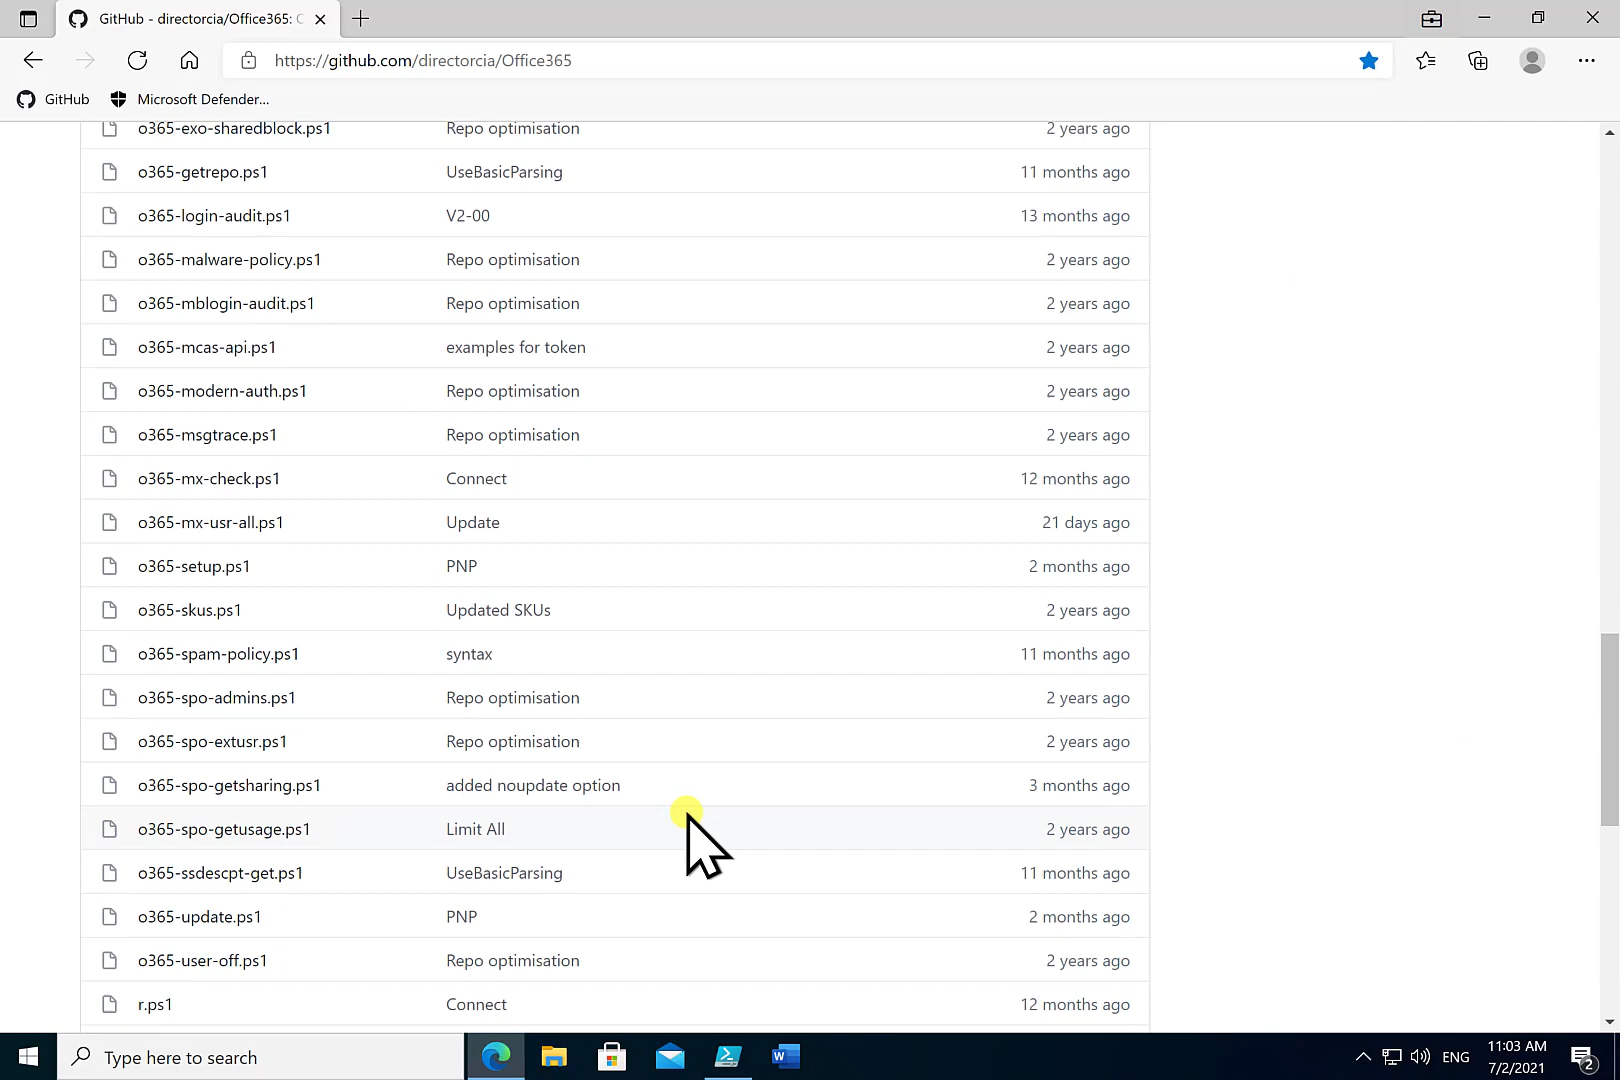 GitHub - directorcia/Office365: C
https://github.com/directorcia/Office365
GitHub
Microsoft Defender...
o365-exo-sharedblock.ps1 Repo optimisation 2 years ago
o365-getrepo.ps1 UseBasicParsing 11 months ago
o365-login-audit.ps1 V2-00 13 months ago
o365-malware-policy.ps1 Repo optimisation 2 years ago
o365-mblogin-audit.ps1 Repo optimisation 2 years ago
o365-mcas-api.ps1 examples for token 2 years ago
o365-modern-auth.ps1 Repo optimisation 2 years ago
o365-msgtrace.ps1 Repo optimisation 2 years ago
o365-mx-check.ps1 Connect 12 months ago
o365-mx-usr-all.ps1 Update 21 days ago
o365-setup.ps1 PNP 2 months ago
o365-skus.ps1 Updated SKUs 2 years ago
o365-spam-policy.ps1 syntax 11 months ago
o365-spo-admins.ps1 Repo optimisation 2 years ago
o365-spo-extusr.ps1 Repo optimisation 2 years ago
o365-spo-getsharing.ps1 added noupdate option 3 months ago
o365-spo-getusage.ps1 Limit All 2 years ago
o365-ssdescpt-get.ps1 UseBasicParsing 11 months ago
o365-update.ps1 PNP 2 months ago
o365-user-off.ps1 Repo optimisation 2 years ago
r.ps1 Connect 12 months ago
Type here to search
W
ENG
11:03 AM
7/2/2021
2